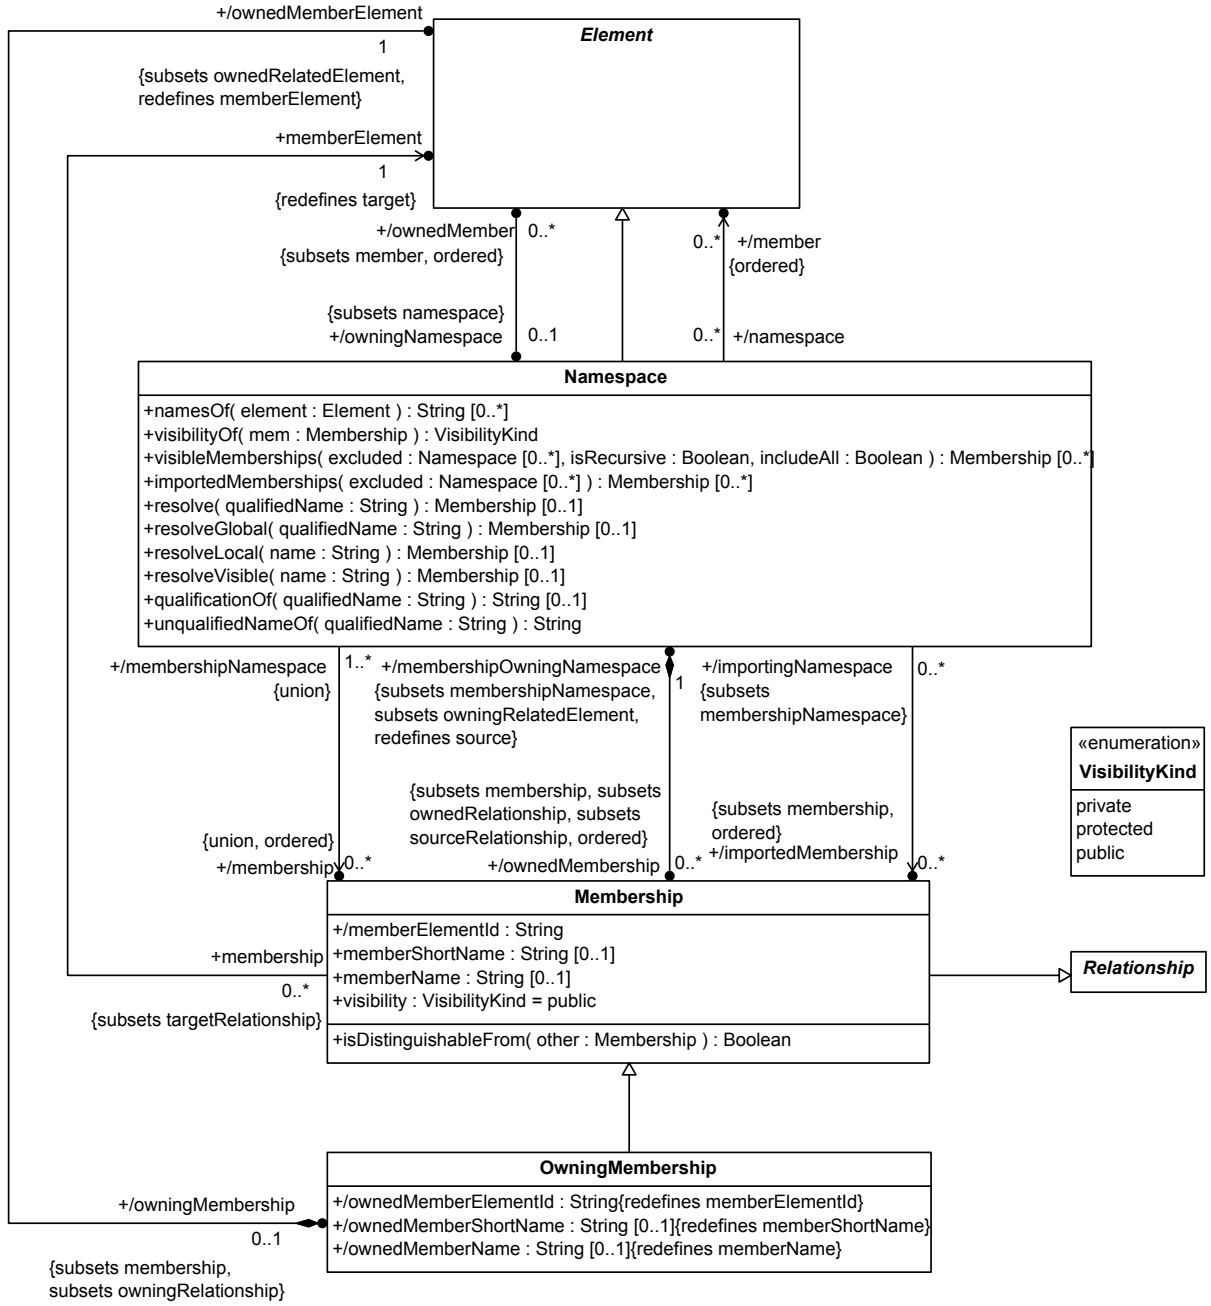 +/ownedMemberElement
1
{subsets ownedRelatedElement,
redefines memberElement}
Element
+memberElement
1
{redefines target}
+/ownedMember
0..*
{subsets member, ordered}
0..*
+/member
{ordered}
{subsets namespace}
+/owningNamespace
0..1
0..*
+/namespace
Namespace
+namesOf( element : Element ) : String [0..*]
+visibilityOf( mem : Membership ) : VisibilityKind
+visibleMemberships( excluded : Namespace [0..*], isRecursive : Boolean, includeAll : Boolean ) : Membership [0..*]
+importedMemberships( excluded : Namespace [0..*] ) : Membership [0..*]
+resolve( qualifiedName : String ) : Membership [0..1]
+resolveGlobal( qualifiedName : String ) : Membership [0..1]
+resolveLocal( name : String ) : Membership [0..1]
+resolveVisible( name : String ) : Membership [0..1]
+qualificationOf( qualifiedName : String ) : String [0..1]
+unqualifiedNameOf( qualifiedName : String ) : String
+/membershipNamespace
1..*
{union}
+/membershipOwningNamespace
1
{subsets membershipNamespace,
subsets owningRelatedElement,
redefines source}
+/importingNamespace
0..*
{subsets
membershipNamespace}
{union, ordered}
+/membership
0..*
{subsets membership, subsets
ownedRelationship, subsets
sourceRelationship, ordered}
+/ownedMembership
0..*
{subsets membership,
ordered}
+/importedMembership
0..*
«enumeration»
VisibilityKind
private
protected
public
Membership
+/memberElementId : String
+memberShortName : String [0..1]
+memberName : String [0..1]
+visibility : VisibilityKind = public
+isDistinguishableFrom( other : Membership ) : Boolean
+membership
0..*
{subsets targetRelationship}
Relationship
OwningMembership
+/ownedMemberElementId : String{redefines memberElementId}
+/ownedMemberShortName : String [0..1]{redefines memberShortName}
+/ownedMemberName : String [0..1]{redefines memberName}
+/owningMembership
0..1
{subsets membership,
subsets owningRelationship}